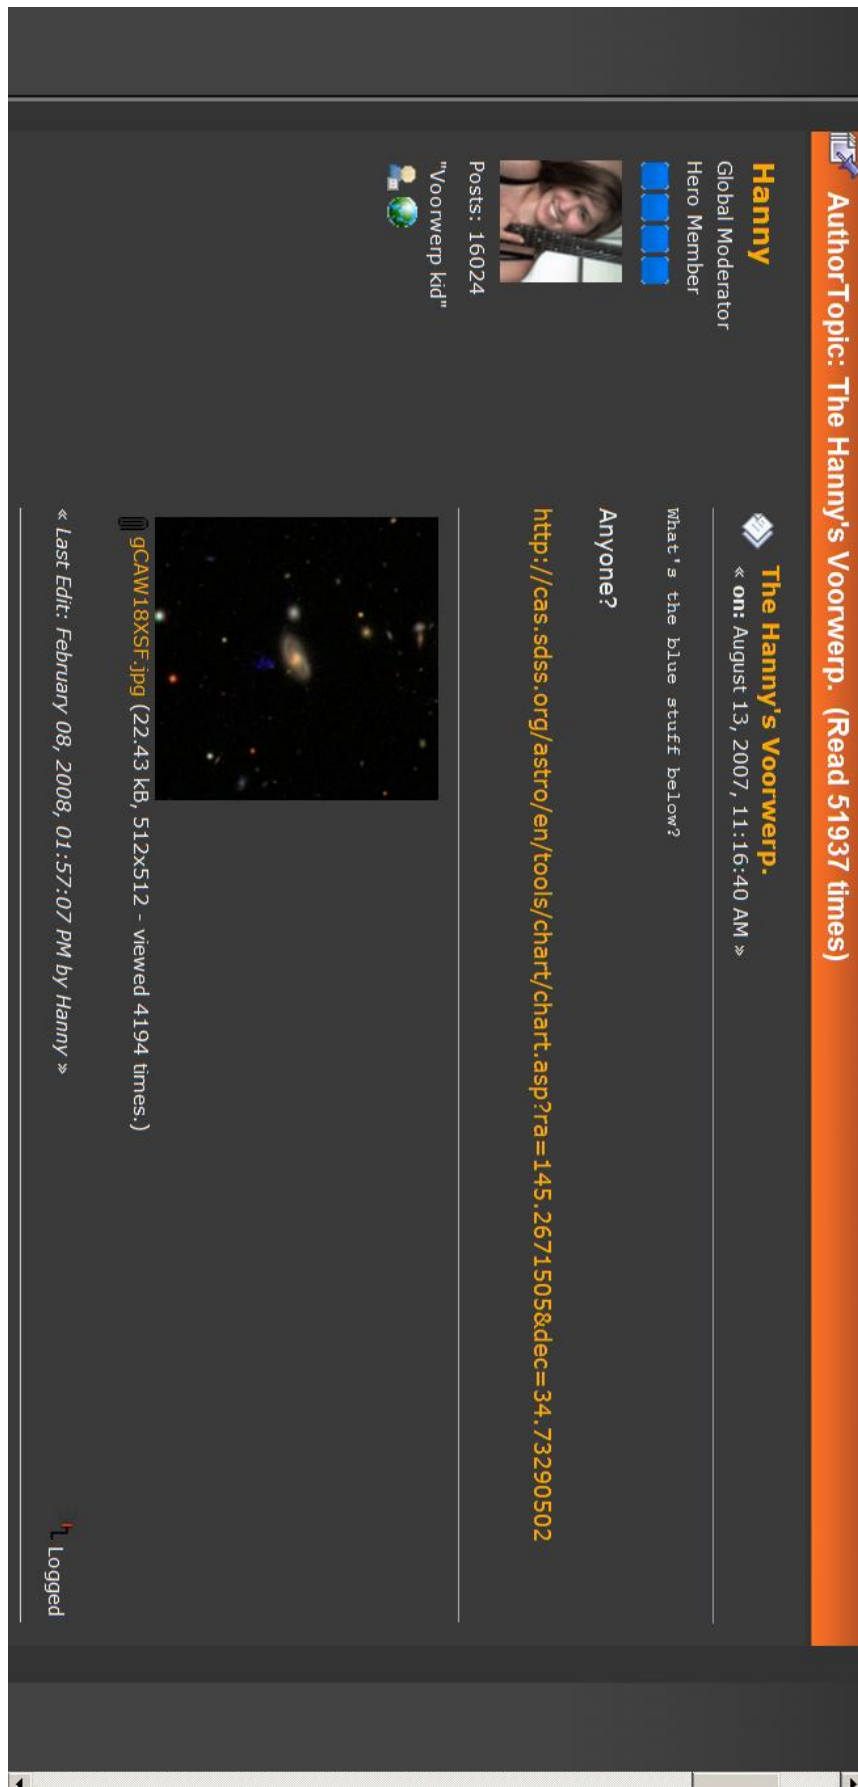 Author
Topic: The Hanny's Voorwerp.  (Read 51937 times)
Hanny
Global Moderator
Hero Member
Posts: 16024
"Voorwerp kid"
The Hanny's Voorwerp.
« on: August 13, 2007, 11:16:40 AM »
What's the blue stuff below?
Anyone?
http://cas.sdss.org/astro/en/tools/chart/chart.asp?ra=145.2671505&dec=34.73290502
gCAW18XSF.jpg (22.43 kB, 512x512 - viewed 4194 times.)
« Last Edit: February 08, 2008, 01:57:07 PM by Hanny »
Logged